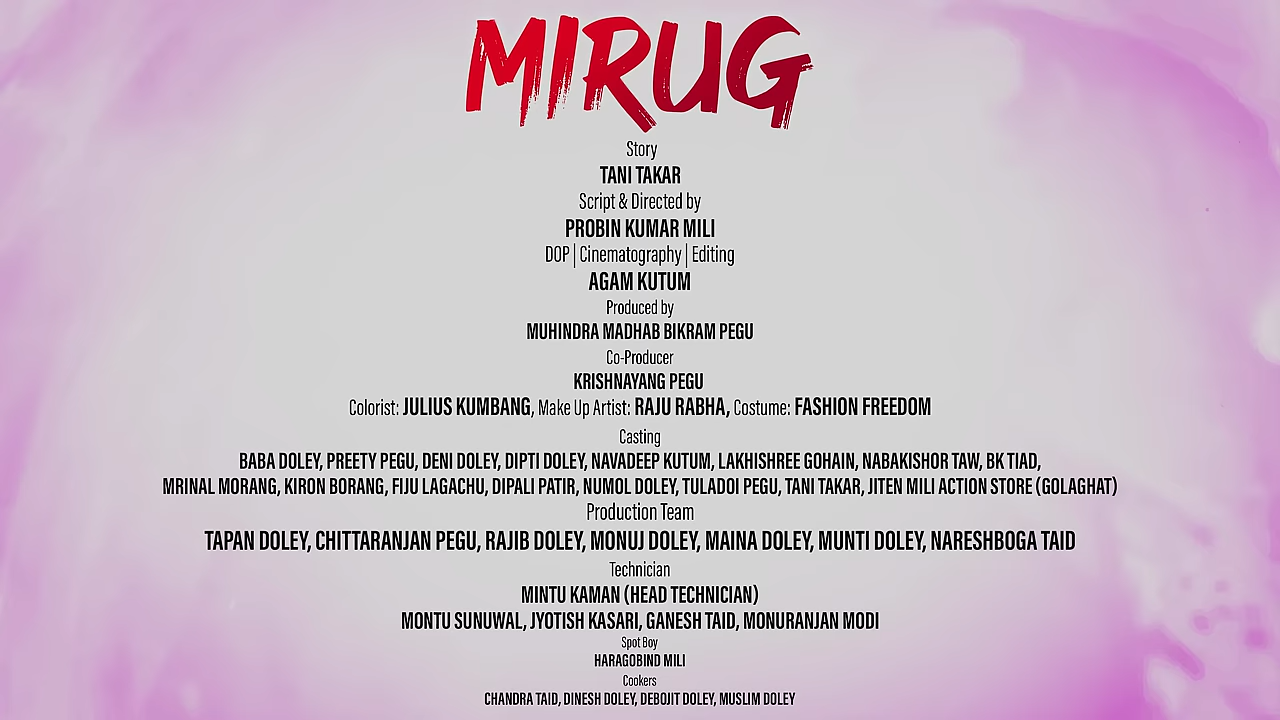 MIRUG
Story
TANI TAKAR
Script & Directed by
PROBIN KUMAR MILI
DOP | Cinematography | Editing
AGAM KUTUM
Produced by
MUHINDRA MADHAB BIKRAM PEGU
Co-Producer
KRISHNAYANG PEGU
Colorist: JULIUS KUMBANG, Make Up Artist: RAJU RABHA, Costume: FASHION FREEDOM
Casting
BABA DOLEY, PREETY PEGU, DENI DOLEY, DIPTI DOLEY, NAVADEEP KUTUM, LAKHISHREE GOHAIN, NABAKISHOR TAW, BK TIAD,
MRINAL MORANG, KIRON BORANG, FIJU LAGACHU, DIPALI PATIR, NUMOL DOLEY, TULADOI PEGU, TANI TAKAR, JITEN MILI ACTION STORE (GOLAGHAT)
Production Team
TAPAN DOLEY, CHITTARANJAN PEGU, RAJIB DOLEY, MONUJ DOLEY, MAINA DOLEY, MUNTI DOLEY, NARESHBOGA TAID
Technician
MINTU KAMAN (HEAD TECHNICIAN)
MONTU SUNUWAL, JYOTISH KASARI, GANESH TAID, MONURANJAN MODI
Spot Boy
HARAGOBIND MILI
Cookers
CHANDRA TAID, DINESH DOLEY, DEBOJIT DOLEY, MUSLIM DOLEY